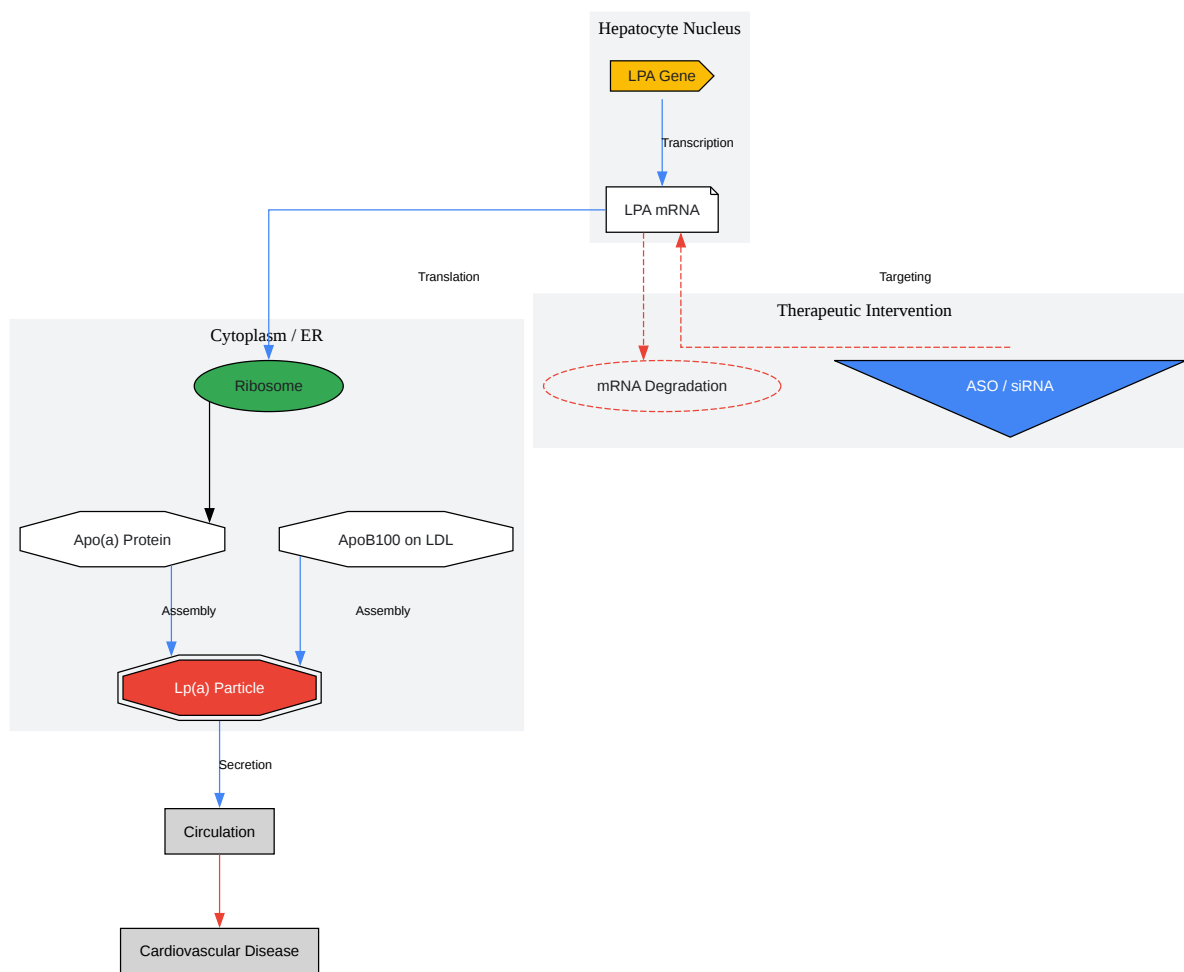 Hepatocyte Nucleus
LPA Gene
Transcription
LPA mRNA
Translation
Targeting
Therapeutic Intervention
Cytoplasm / ER
Ribosome
mRNA Degradation
ASO / siRNA
Apo(a) Protein
ApoB100 on LDL
Assembly
Assembly
Lp(a) Particle
Secretion
Circulation
Cardiovascular Disease